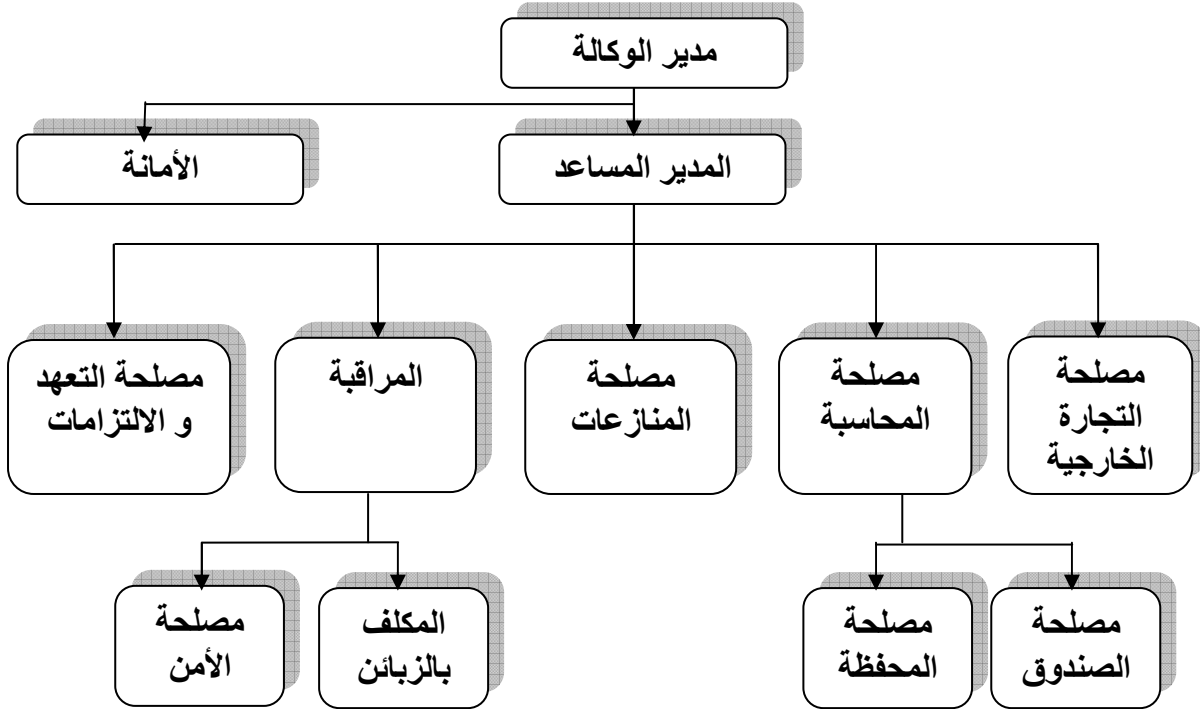 مدير الوكالة
المدير المساعد
الأمانة
مصلحة
التجارة
الخارجية
مصلحة
المحاسبة
مصلحة
المنازعات
المراقبة
مصلحة التعهد
و الالتزامات
مصلحة
الصندوق
مصلحة
المحفظة
المكلف
بالزبائن
مصلحة
الأمن